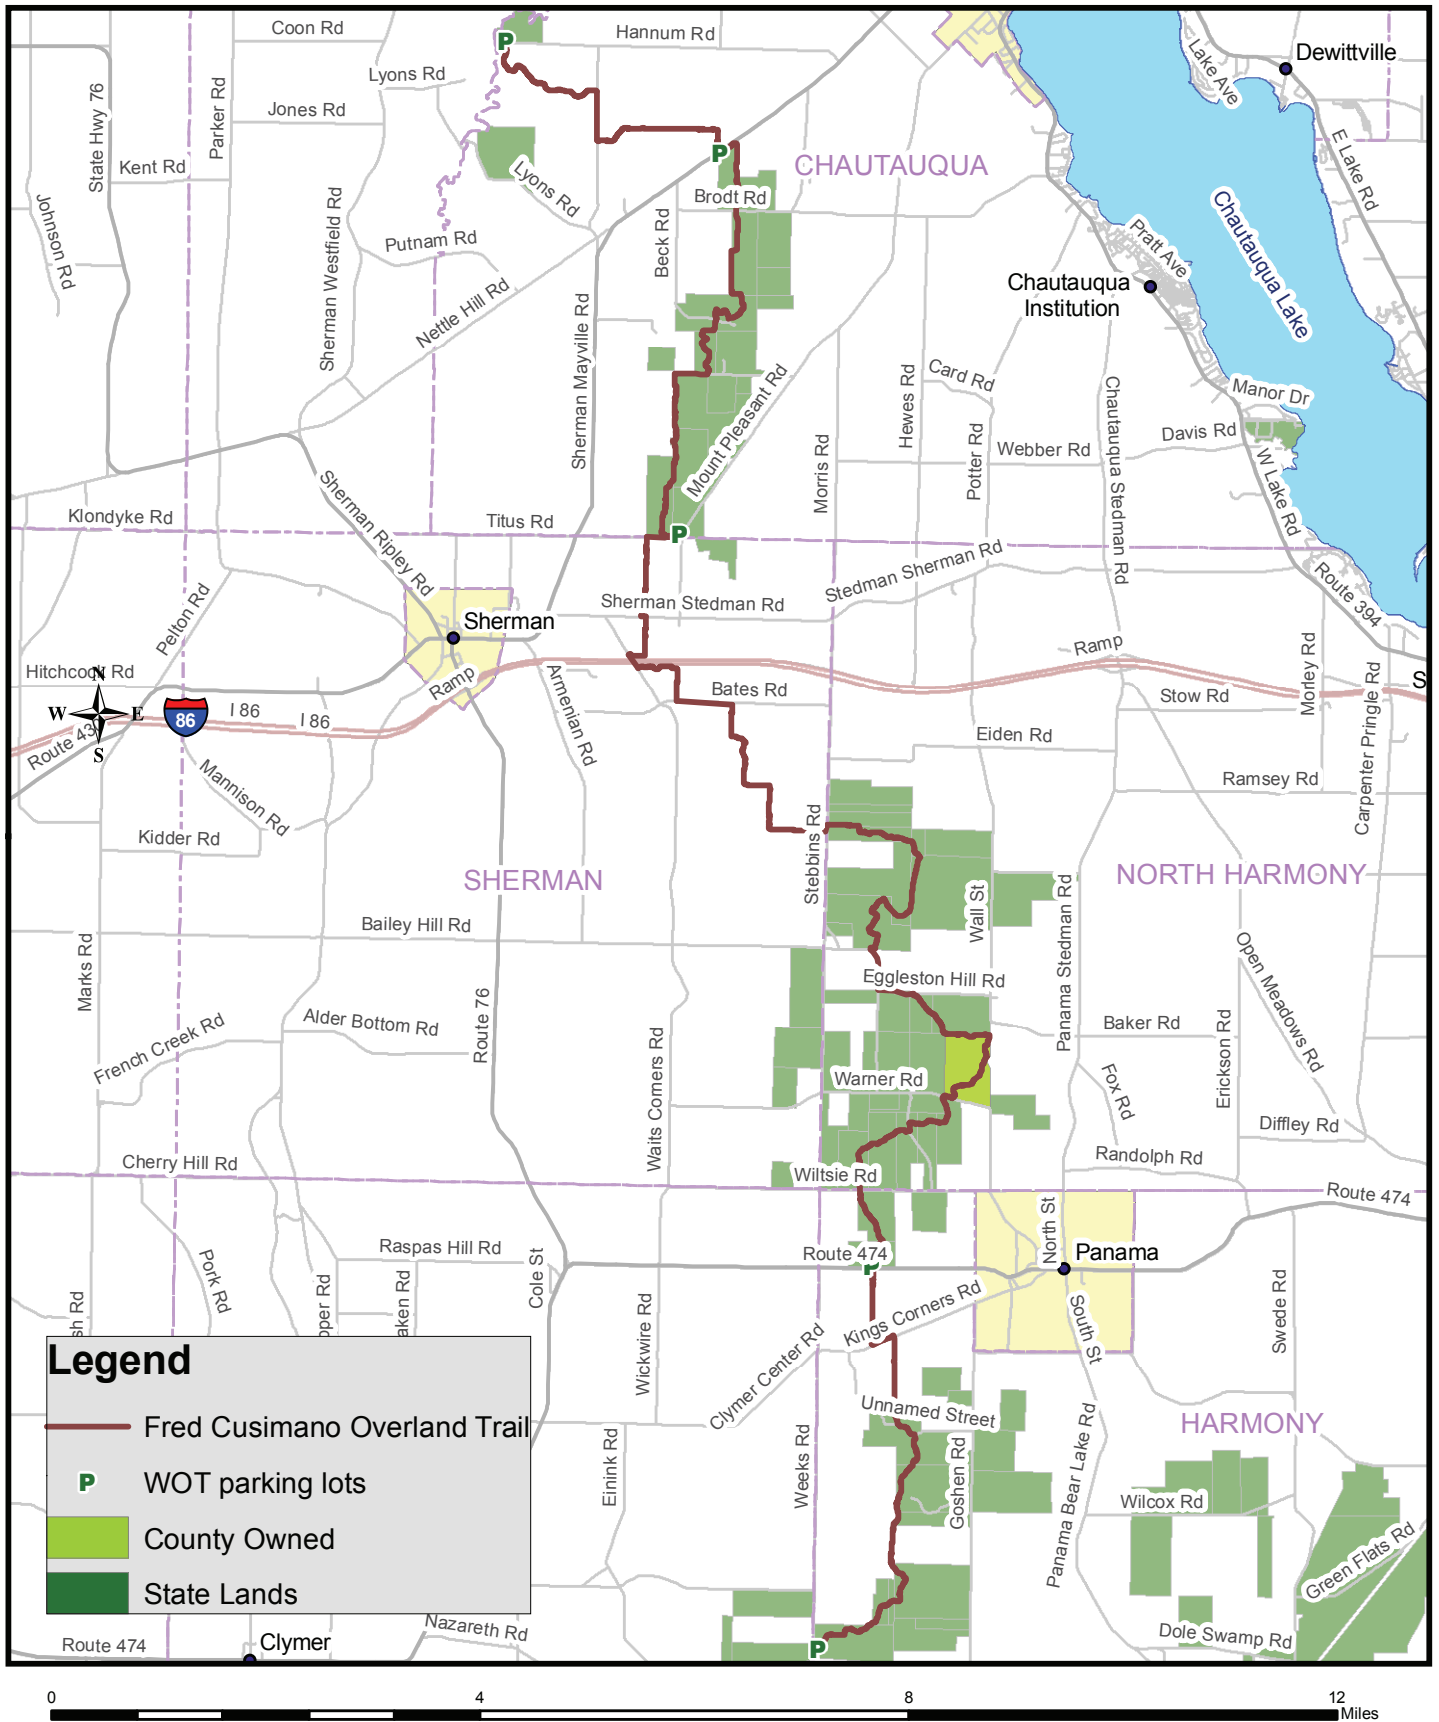 Coon Rd
Hannum Rd
P
Dewittville
Lake Ave
Lyons Rd
State Hwy 76
Parker Rd
Jones Rd
Kent Rd
P
CHAUTAUQUA
E Lake Rd
Lyons Rd
Brodt Rd
Johnson Rd
Sherman Westfield Rd
Putnam Rd
Beck Rd
Chautauqua Lake
Pratt Ave
Chautauqua
Institution
Nettle Hill Rd
Sherman Mayville Rd
Mount Pleasant Rd
Hewes Rd
Card Rd
Chautauqua Stedman Rd
Manor Dr
Morris Rd
Potter Rd
Webber Rd
Davis Rd
W Lake Rd
Sherman Ripley Rd
Klondyke Rd
Titus Rd
P
Stedman Sherman Rd
Route 394
Pelton Rd
Sherman Stedman Rd
Sherman
Ramp
Morley Rd
Hitchcock Rd
N
W
E
S
Ramp
Armenian Rd
Bates Rd
Stow Rd
Carpenter Pringle Rd
S
86
I 86
I 86
Route 430
Eiden Rd
Mannison Rd
Ramsey Rd
Kidder Rd
Stebbins Rd
SHERMAN
NORTH HARMONY
Wall St
Panama Stedman Rd
Bailey Hill Rd
Marks Rd
Eggleston Hill Rd
Open Meadows Rd
Route 76
French Creek Rd
Alder Bottom Rd
Baker Rd
Erickson Rd
Waits Corners Rd
Warner Rd
Fox Rd
Diffley Rd
Cherry Hill Rd
Wiltsie Rd
Randolph Rd
Route 474
North St
Raspas Hill Rd
Route 474
P
Panama
Pork Rd
Cole St
sh Rd
oper Rd
aken Rd
Wickwire Rd
Kings Corners Rd
South St
Swede Rd
Clymer Center Rd
Legend
Fred Cusimano Overland Trail
P WOT parking lots
County Owned
State Lands
Unnamed Street
HARMONY
Einink Rd
Weeks Rd
Goshen Rd
Panama Bear Lake Rd
Wilcox Rd
Green Flats Rd
Nazareth Rd
P
Dole Swamp Rd
Route 474
Clymer
0 4 8 12
Miles